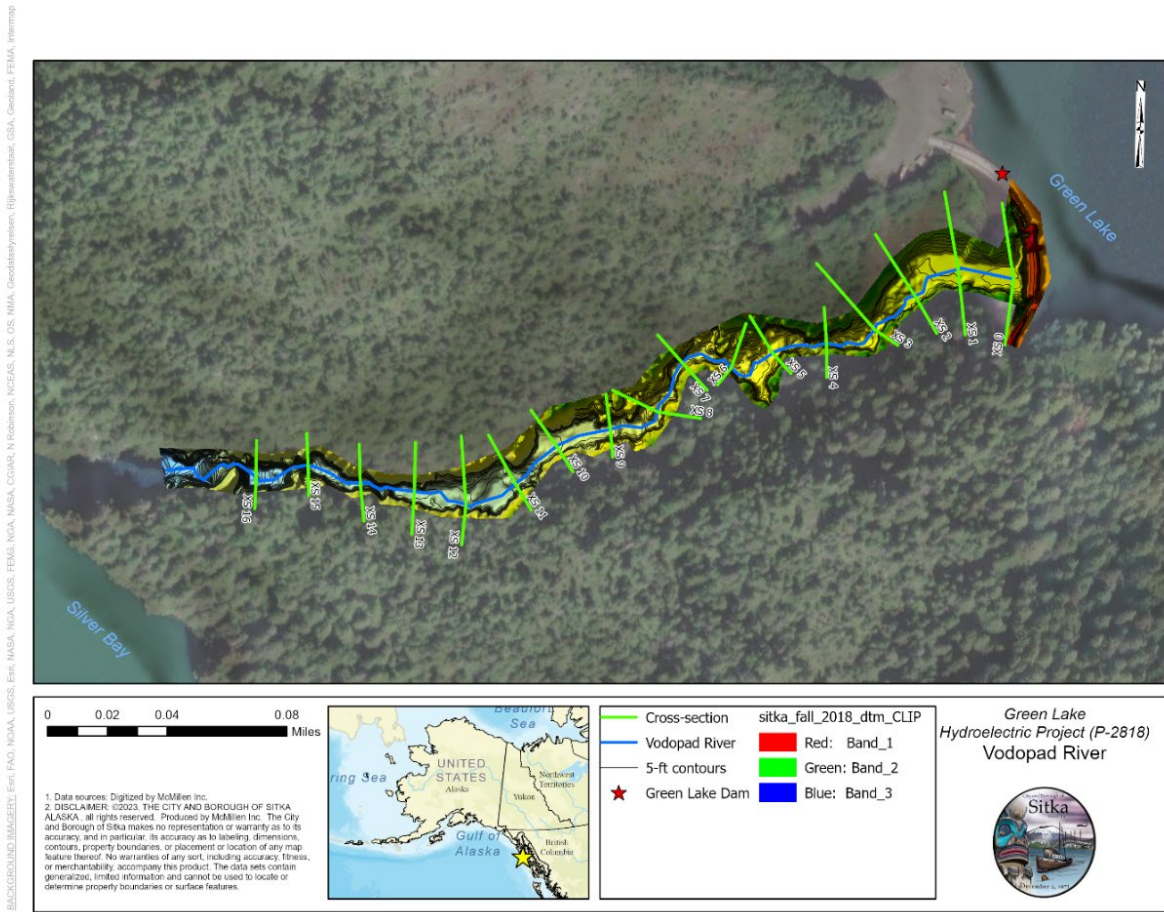 BACKGROUND IMAGERY: Esri, FAO, NOAA, USGS, Esri, NASA, NGA, USGS, FEMS, NGA, NASA, CGIAR, N Robinson, NCEAS, NLS, OS, NMA, Geodatastyrelsen, Rijkswaterstaat, GSA, Geoland, FEMA, Intermap
N
Green Lake
XS 0
XS 1
XS 2
XS 3
XS 4
XS 5
XS 6
XS 7
XS 8
XS 9
XS 10
XS 11
XS 12
XS 13
XS 14
XS 15
XS 16
Silver Bay
0 0.02 0.04 0.08
Miles
1. Data sources: Digitized by McMillen Inc.
2. DISCLAIMER: ©2023, THE CITY AND BOROUGH OF SITKA
ALASKA , all rights reserved. Produced by McMillen Inc. The City
and Borough of Sitka makes no representation or warranty as to its
accuracy, and in particular, its accuracy as to labeling, dimensions,
contours, property boundaries, or placement or location of any map
feature thereof. No warranties of any sort, including accuracy, fitness,
or merchantability, accompany this product. The data sets contain
generalized, limited information and cannot be used to locate or
determine property boundaries or surface features.
Beaufort
Sea
ring Sea
UNITED
STATES
Alaska
Yukon
Northwest
Territories
Gulf of
Alaska
British
Columbia
Cross-section
Vodopad River
5-ft contours
Green Lake Dam
sitka_fall_2018_dtm_CLIP
Red: Band_1
Green: Band_2
Blue: Band_3
Green Lake
Hydroelectric Project (P-2818)
Vodopad River
City and Borough of
Sitka
December 2, 1971